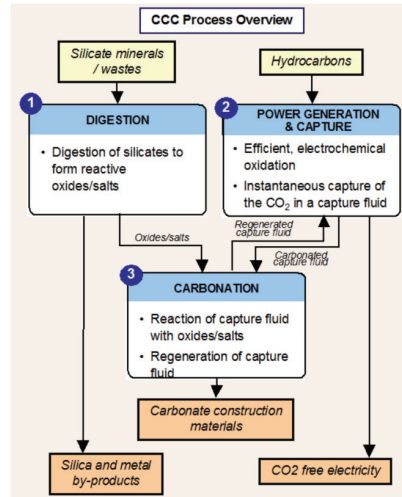 CCC Process Overview
Silicate minerals
/ wastes
Hydrocarbons
1
DIGESTION
• Digestion of silicates to
form reactive
oxides/salts
2
POWER GENERATION
& CAPTURE
• Efficient, electrochemical
oxidation
• Instantaneous capture of
the CO2 in a capture fluid
Oxides/salts
Regenerated
capture fluid
Carbonated
capture fluid
3
CARBONATION
• Reaction of capture fluid
with oxides/salts
• Regeneration of capture
fluid
Carbonate construction
materials
Silica and metal
by-products
CO2 free electricity